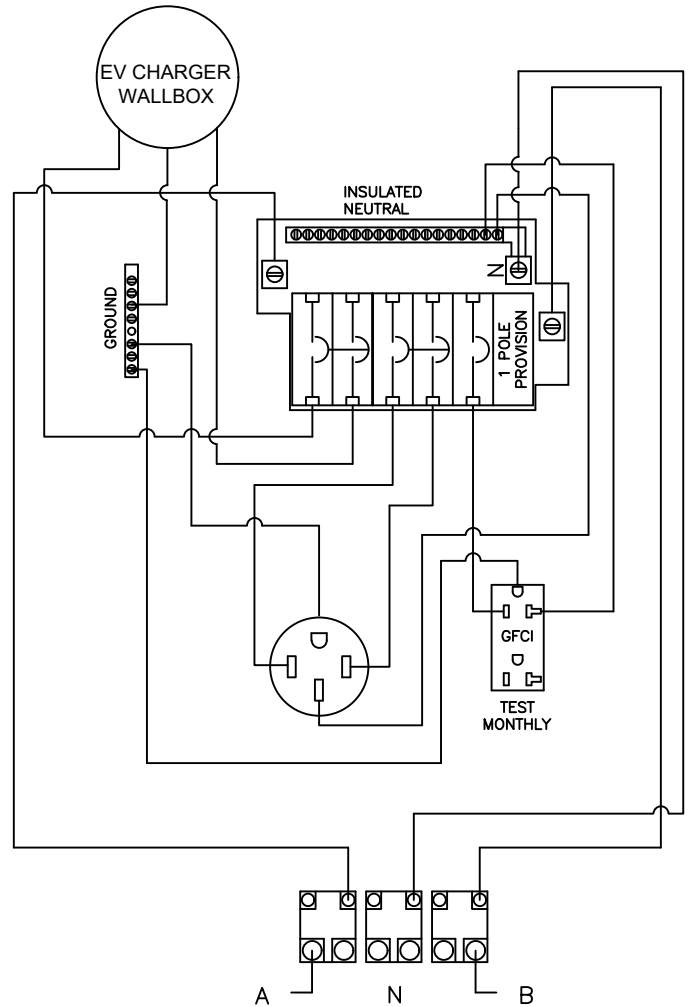 EV CHARGER
WALLBOX
INSULATED
NEUTRAL
N
GROUND
1 POLE
PROVISION
GFCI
TEST
MONTHLY
A
N
B